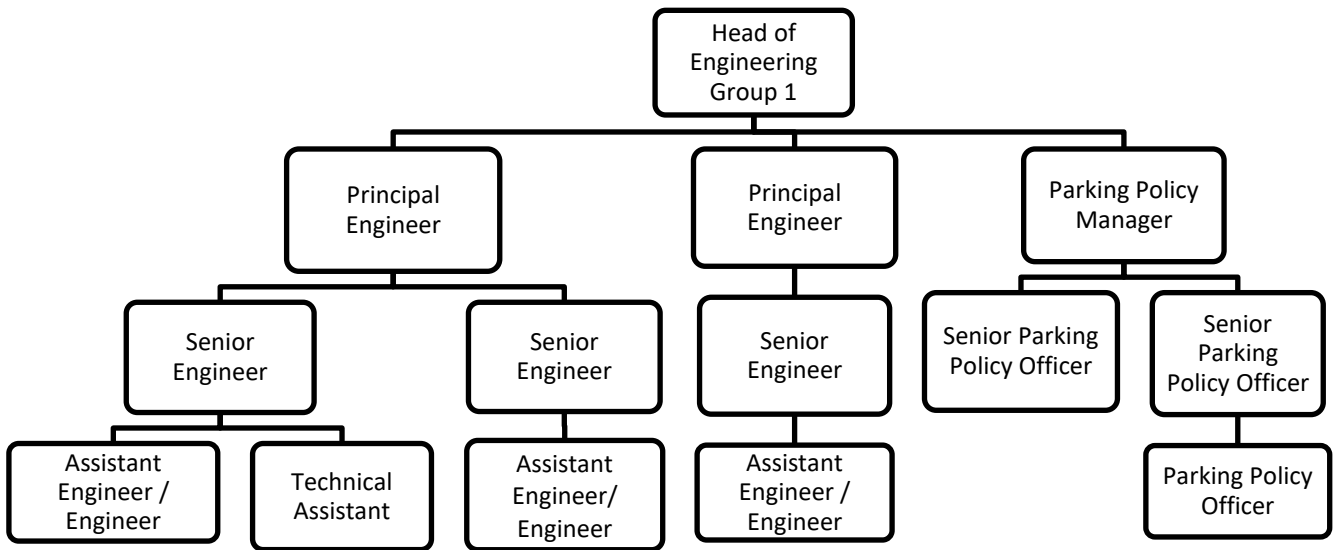 Head of
Engineering
Group 1
Principal
Engineer
Principal
Engineer
Parking Policy
Manager
Senior
Engineer
Senior
Engineer
Senior
Engineer
Senior Parking
Policy Officer
Senior
Parking
Policy Officer
Assistant
Engineer /
Engineer
Technical
Assistant
Assistant
Engineer/
Engineer
Assistant
Engineer /
Engineer
Parking Policy
Officer